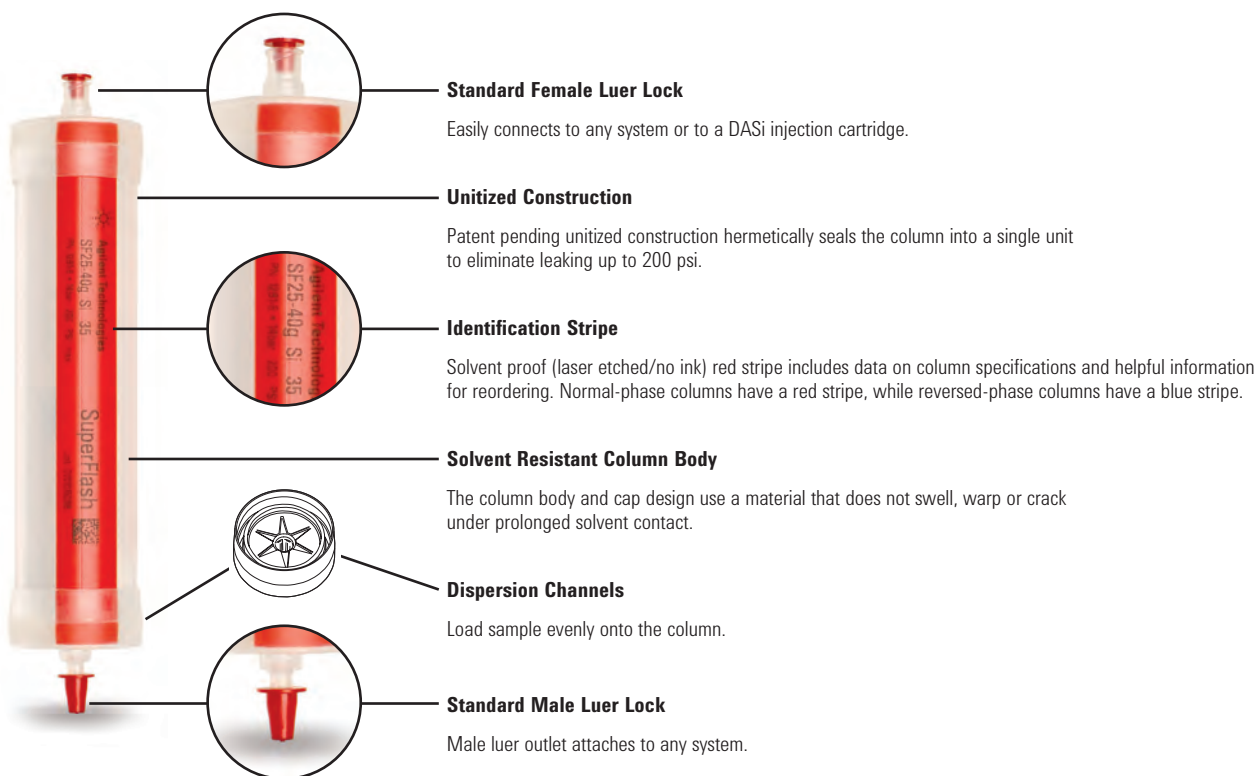 Standard Female Luer Lock
Easily connects to any system or to a DASi injection cartridge.
Unitized Construction
Patent pending unitized construction hermetically seals the column into a single unit
to eliminate leaking up to 200 psi.
Agilent Technologies
SF25-40g Si 35
SuperFlash
Agilent Technolog
SF25-40g Si 35
Identification Stripe
Solvent proof (laser etched/no ink) red stripe includes data on column specifications and helpful information
for reordering. Normal-phase columns have a red stripe, while reversed-phase columns have a blue stripe.
Solvent Resistant Column Body
The column body and cap design use a material that does not swell, warp or crack
under prolonged solvent contact.
Dispersion Channels
Load sample evenly onto the column.
Standard Male Luer Lock
Male luer outlet attaches to any system.